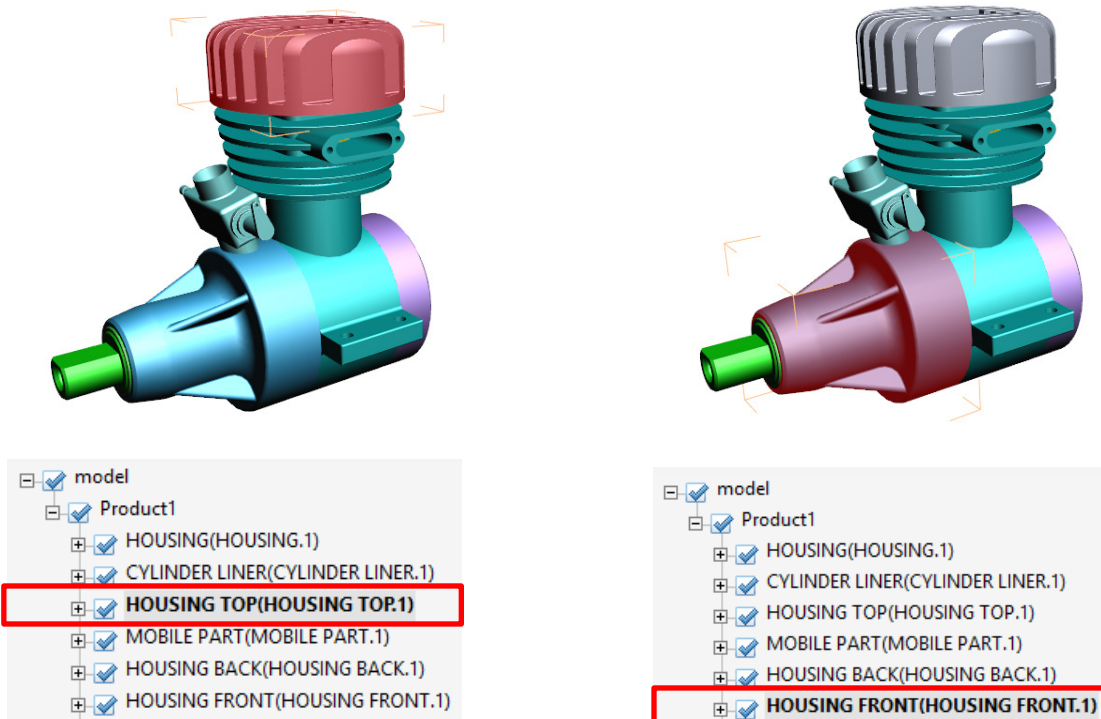 model
Product1
HOUSING(HOUSING.1)
CYLINDER LINER(CYLINDER LINER.1)
HOUSING TOP(HOUSING TOP.1)
MOBILE PART(MOBILE PART.1)
HOUSING BACK(HOUSING BACK.1)
HOUSING FRONT(HOUSING FRONT.1)
model
Product1
HOUSING(HOUSING.1)
CYLINDER LINER(CYLINDER LINER.1)
HOUSING TOP(HOUSING TOP.1)
MOBILE PART(MOBILE PART.1)
HOUSING BACK(HOUSING BACK.1)
HOUSING FRONT(HOUSING FRONT.1)